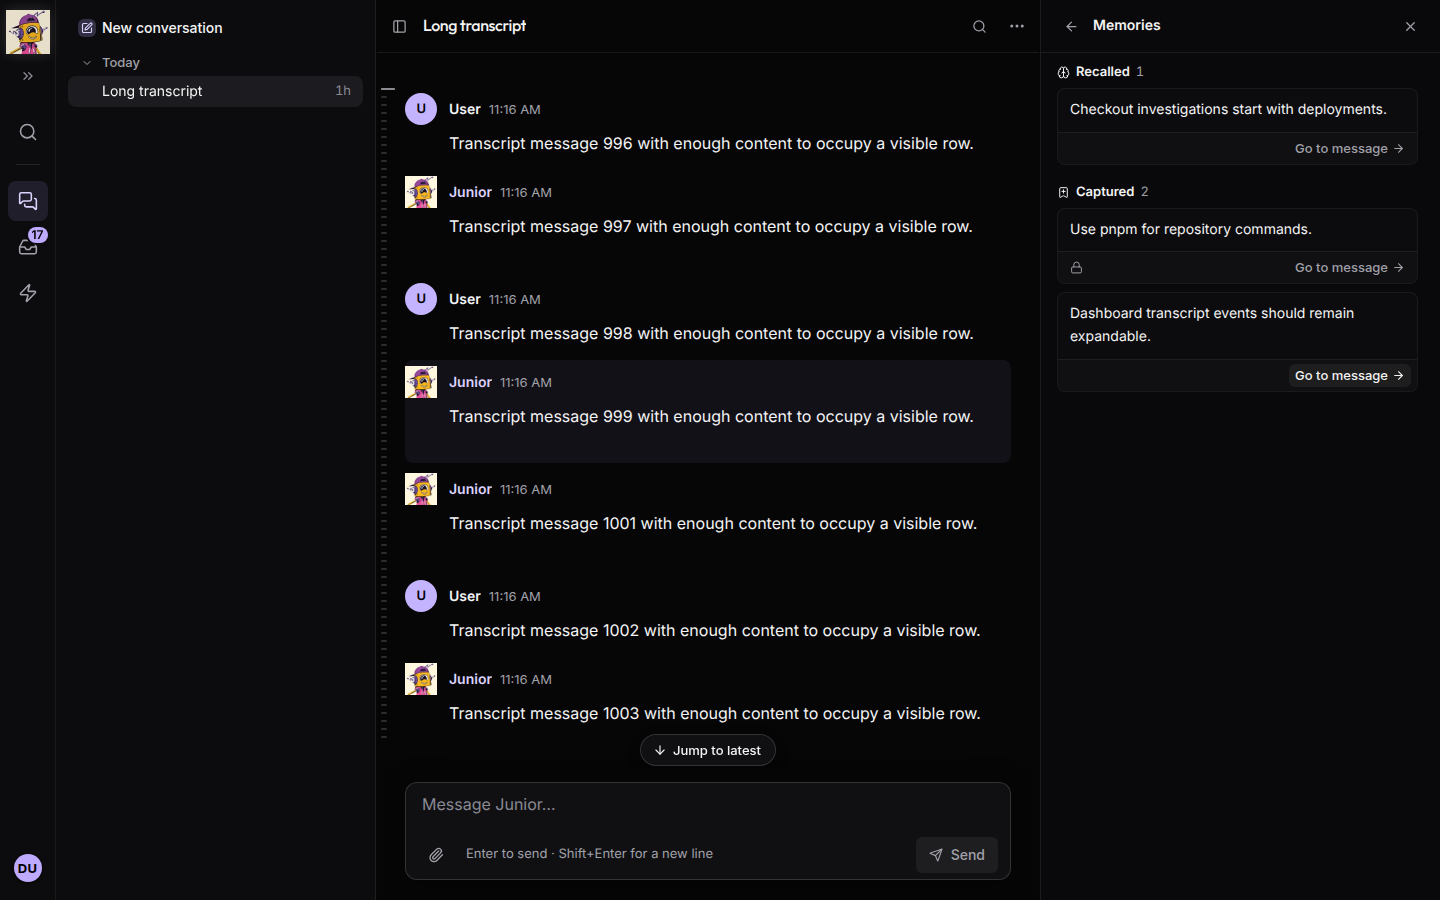 New conversation
Today
Long transcript
1h
17
DU
Long transcript
U
User 11:16 AM
Transcript message 996 with enough content to occupy a visible row.
Junior 11:16 AM
Transcript message 997 with enough content to occupy a visible row.
U
User 11:16 AM
Transcript message 998 with enough content to occupy a visible row.
Junior 11:16 AM
Transcript message 999 with enough content to occupy a visible row.
Junior 11:16 AM
Transcript message 1001 with enough content to occupy a visible row.
U
User 11:16 AM
Transcript message 1002 with enough content to occupy a visible row.
Junior 11:16 AM
Transcript message 1003 with enough content to occupy a visible row.
Jump to latest
Message Junior...
Enter to send · Shift+Enter for a new line
Send
Memories
Recalled 1
Checkout investigations start with deployments.
Go to message
Captured 2
Use pnpm for repository commands.
Go to message
Dashboard transcript events should remain
expandable.
Go to message